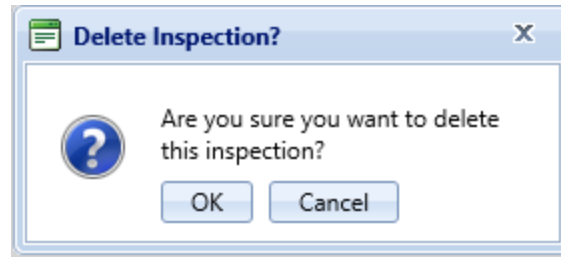 Delete Inspection?
Are you sure you want to delete
this inspection?
OK Cancel